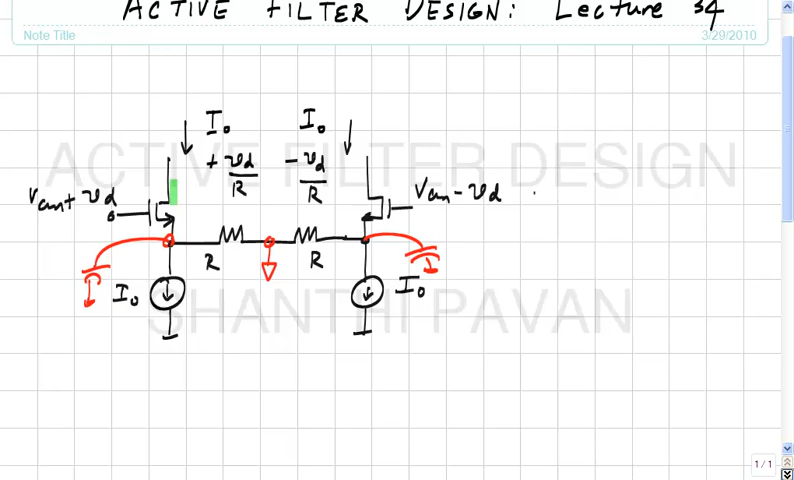 ACTIVE FILTER DESIGN: Lecture 34
Note Title
3/29/2010
I₀ I₀
+ vd/R - vd/R
ACTIVE FILTER DESIGN
Vcm + vd
Vcm - vd
R R
I₀ I₀
SHANTHI PAVAN
1/1